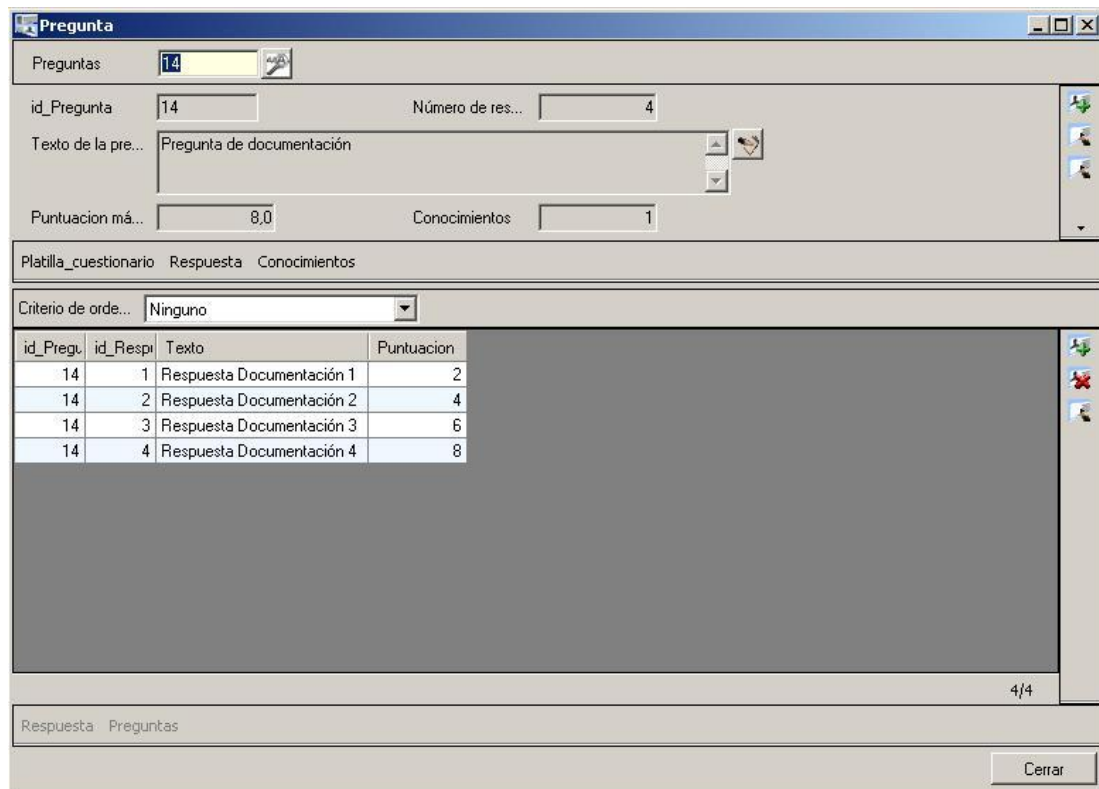 Pregunta
Preguntas 14
id_Pregunta 14 Número de res... 4
Texto de la pre... Pregunta de documentación
Puntuacion má... 8,0 Conocimientos 1
Platilla_cuestionario Respuesta Conocimientos
Criterio de orde... Ninguno
id_Pregu id_Respu Texto Puntuacion
14 1 Respuesta Documentación 1 2
14 2 Respuesta Documentación 2 4
14 3 Respuesta Documentación 3 6
14 4 Respuesta Documentación 4 8
4/4
Respuesta Preguntas
Cerrar